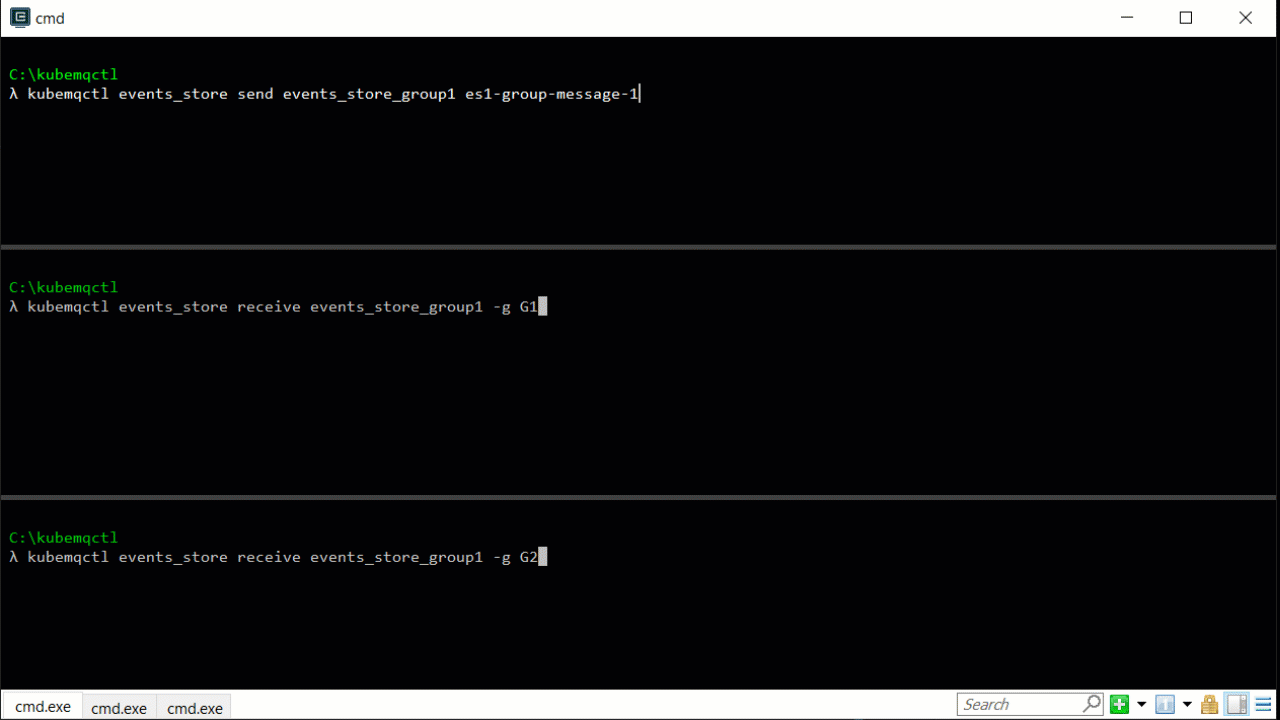 cmd
C:\kubemqctl
λ kubemqctl events_store send events_store_group1 es1-group-message-1
C:\kubemqctl
λ kubemqctl events_store receive events_store_group1 -g G1
C:\kubemqctl
λ kubemqctl events_store receive events_store_group1 -g G2
cmd.exe cmd.exe cmd.exe Search